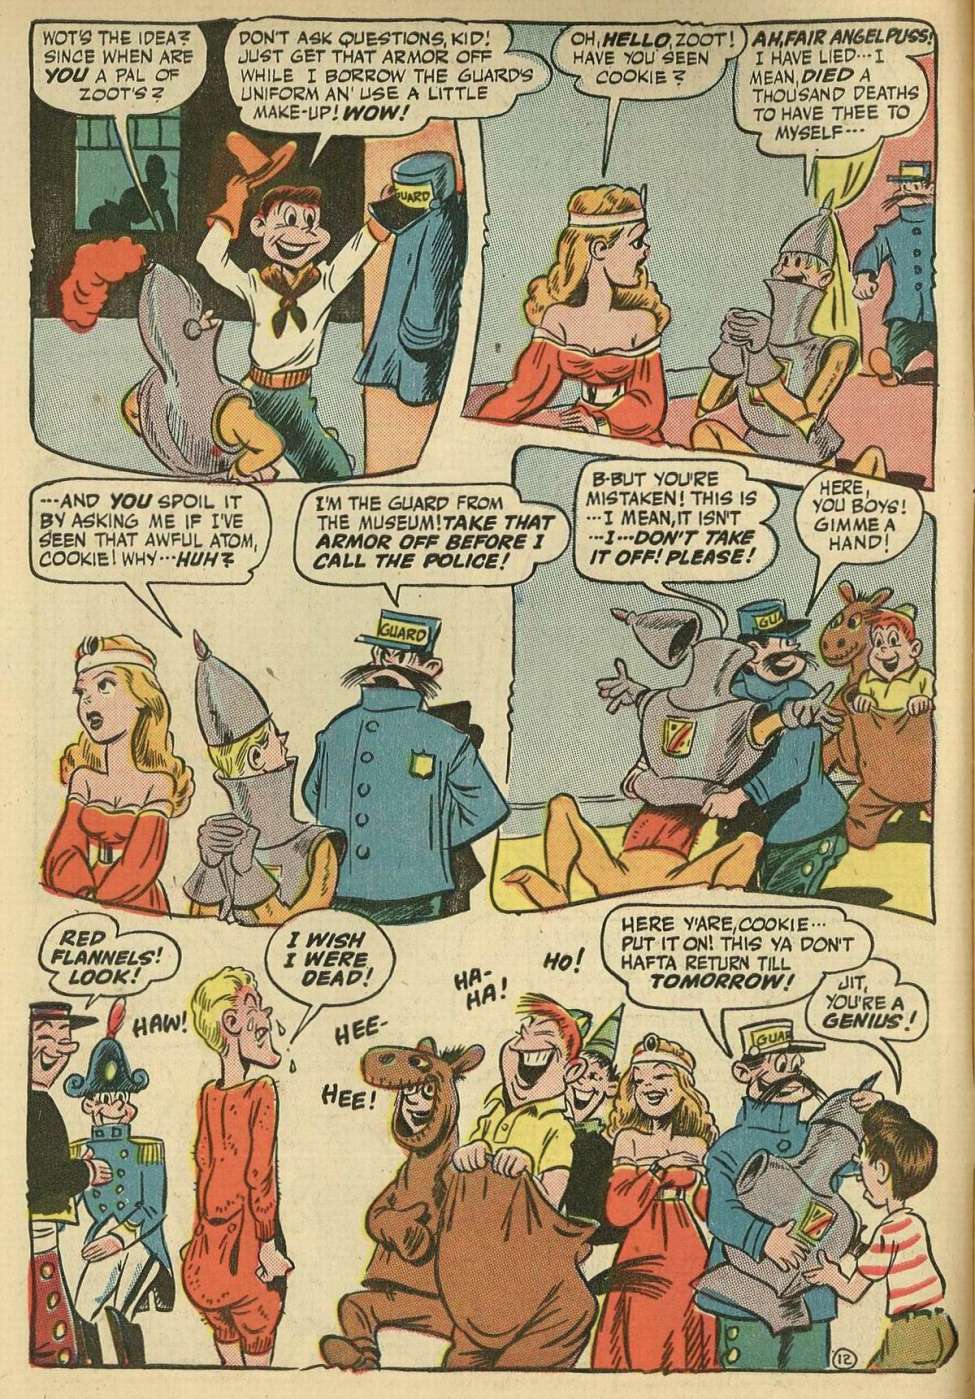 WOT'S THE IDEA?
SINCE WHEN ARE
YOU A PAL OF
ZOOT'S?
DON'T ASK QUESTIONS, KID!
JUST GET THAT ARMOR OFF
WHILE I BORROW THE GUARD'S
UNIFORM AN' USE A LITTLE
MAKE-UP! WOW!
GUARD
OH, HELLO, ZOOT!
HAVE YOU SEEN
COOKIE?
AH, FAIR ANGELPUSS!
I HAVE LIED---I
MEAN, DIED A
THOUSAND DEATHS
TO HAVE THEE TO
MYSELF---
---AND YOU SPOIL IT
BY ASKING ME IF I'VE
SEEN THAT AWFUL ATOM,
COOKIE! WHY---HUH?
I'M THE GUARD FROM
THE MUSEUM! TAKE THAT
ARMOR OFF BEFORE I
CALL THE POLICE!
GUARD
B-BUT YOU'RE
MISTAKEN! THIS IS
---I MEAN, IT ISN'T
---I---DON'T TAKE
IT OFF! PLEASE!
HERE,
YOU BOYS!
GIMME A
HAND!
GUA
RED
FLANNELS!
LOOK!
HAW!
I WISH
I WERE
DEAD!
HEE-
HEE!
HA-
HA!
HO!
HERE Y'ARE, COOKIE---
PUT IT ON! THIS YA DON'T
HAFTA RETURN TILL
TOMORROW!
JIT,
YOU'RE A
GENIUS!
GUAR
12